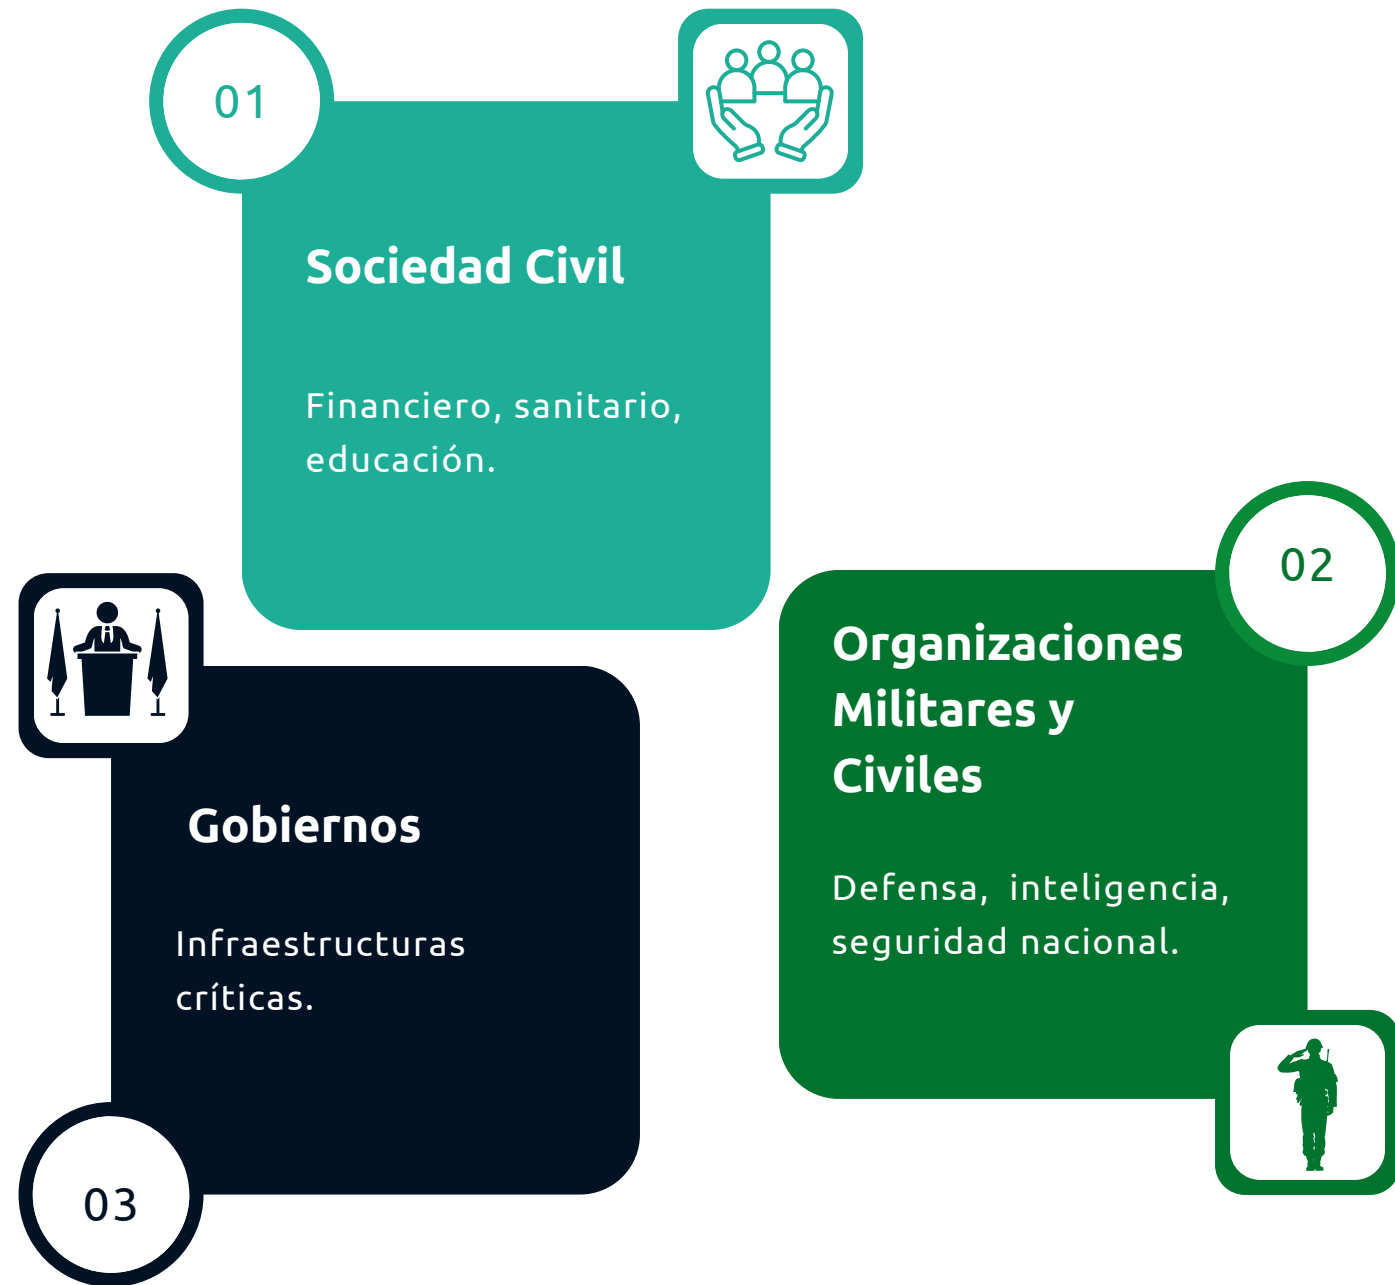 01
Sociedad Civil
Financiero, sanitario,
educación.
02
Organizaciones
Militares y
Civiles
Defensa, inteligencia,
seguridad nacional.
Gobiernos
Infraestructuras
críticas.
03